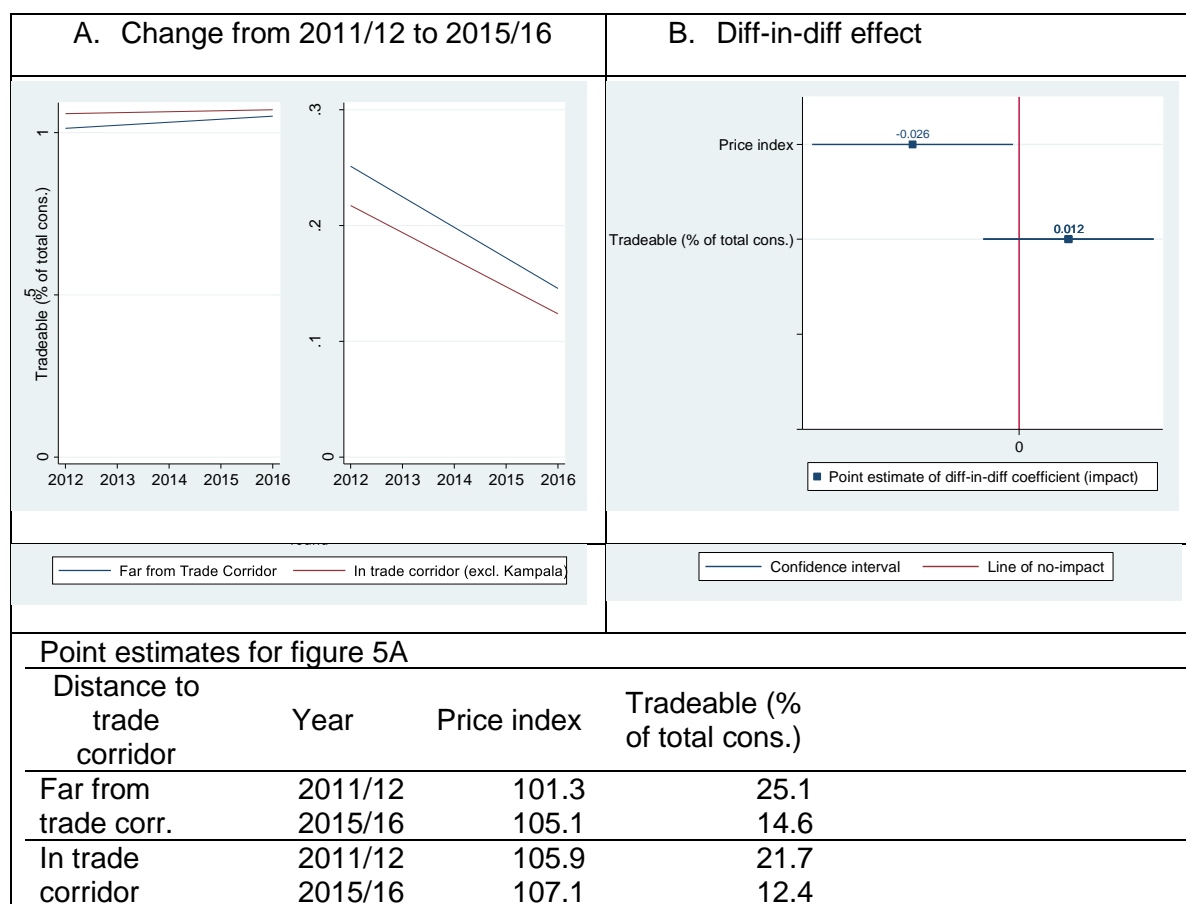 A. Change from 2011/12 to 2015/16
B. Diff-in-diff effect
Tradeable (% of total cons.)
0
.5
1
2012 2013 2014 2015 2016
0
.1
.2
.3
2012 2013 2014 2015 2016
Far from Trade Corridor
In trade corridor (excl. Kampala)
Price index
-0.026
Tradeable (% of total cons.)
0.012
0
Point estimate of diff-in-diff coefficient (impact)
Confidence interval
Line of no-impact
Point estimates for figure 5A
Distance to
trade
corridor
Year
Price index
Tradeable (%
of total cons.)
Far from 2011/12 101.3 25.1
trade corr. 2015/16 105.1 14.6
In trade 2011/12 105.9 21.7
corridor 2015/16 107.1 12.4